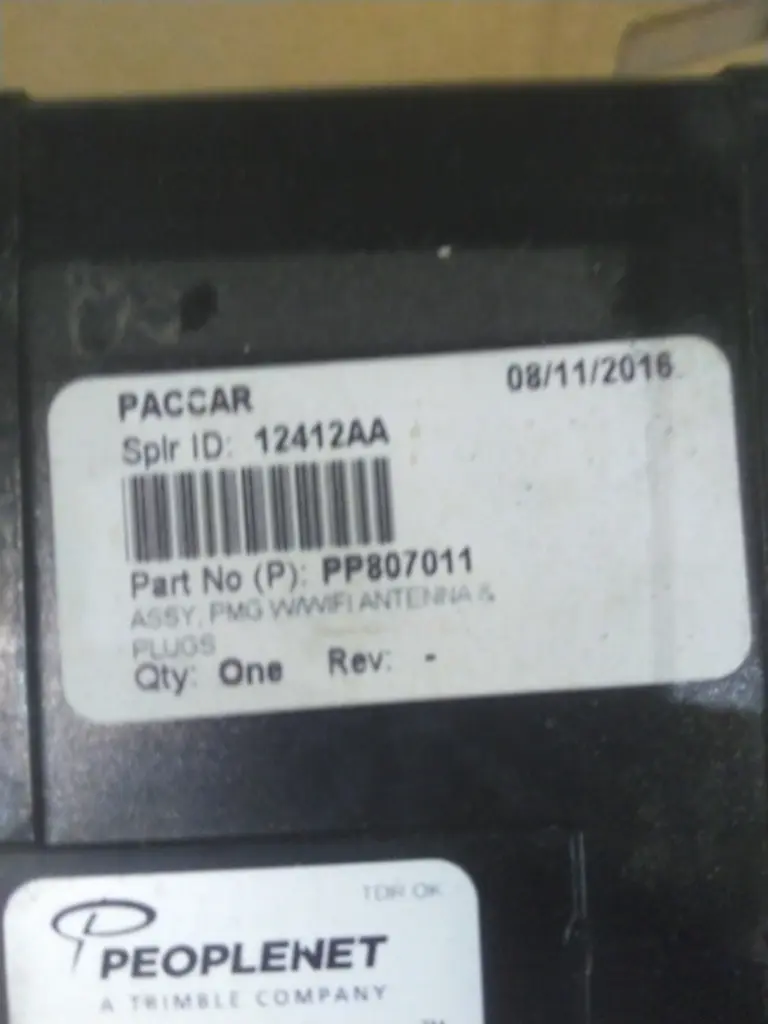 PACCAR
08/11/2016
Splr ID: 12412AA
Part No (P): PP807011
ASSY, PMG W/WIFI ANTENNA &
PLUGS
Qty: One Rev: -
TDR OK
PEOPLENET
A TRIMBLE COMPANY
TM